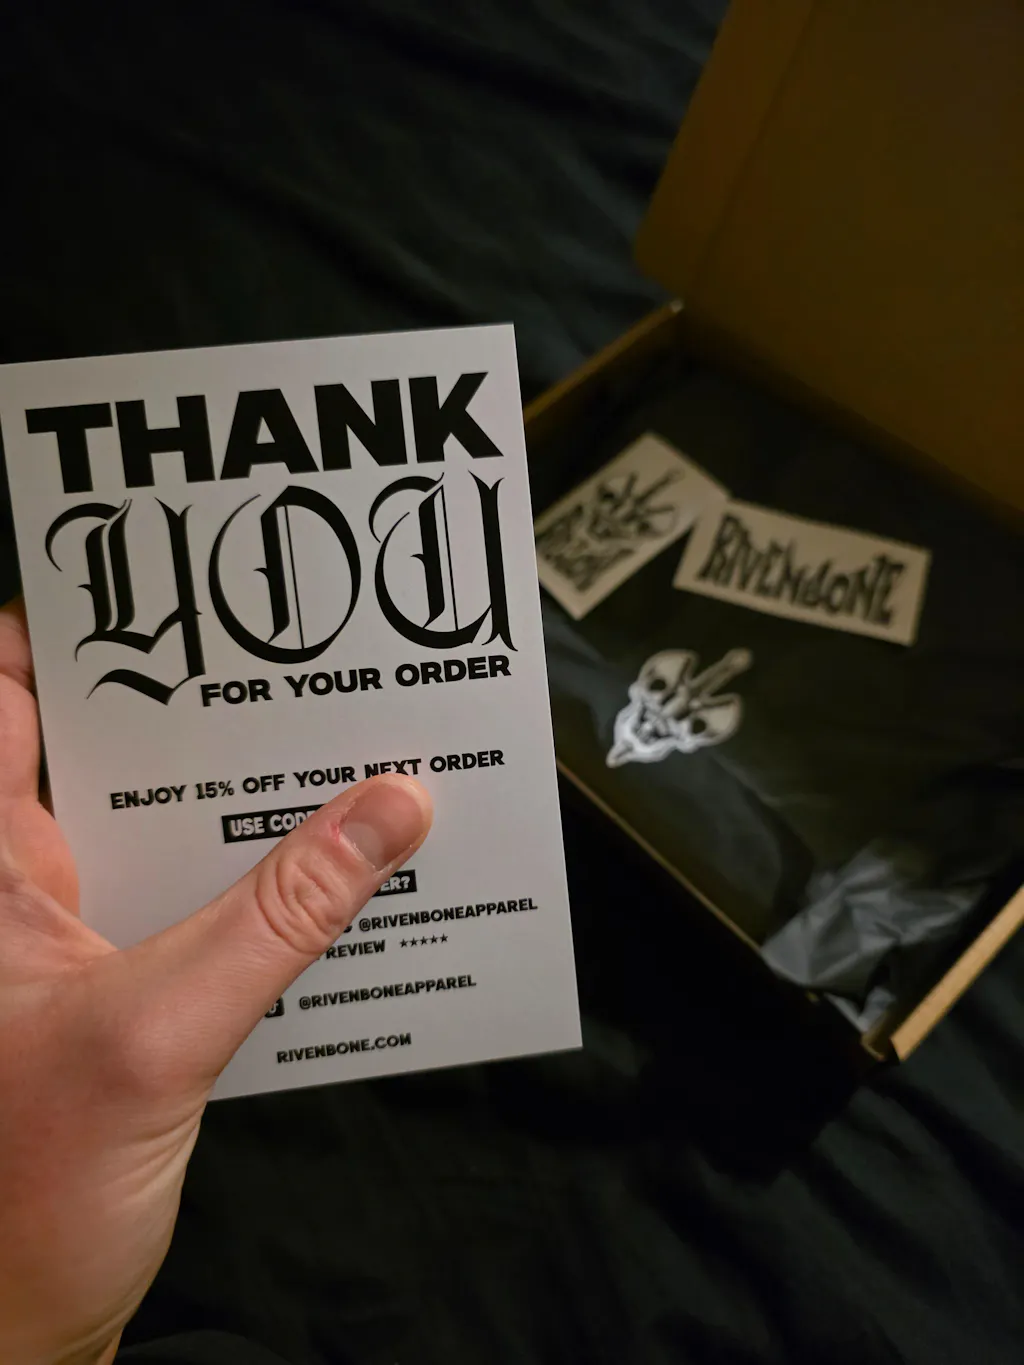 THANK
YOU
FOR YOUR ORDER
ENJOY 15% OFF YOUR NEXT ORDER
USE CODE
@RIVENBONEAPPAREL
REVIEW ★★★★★
@RIVENBONEAPPAREL
RIVENBONE.COM
RIVENBONE